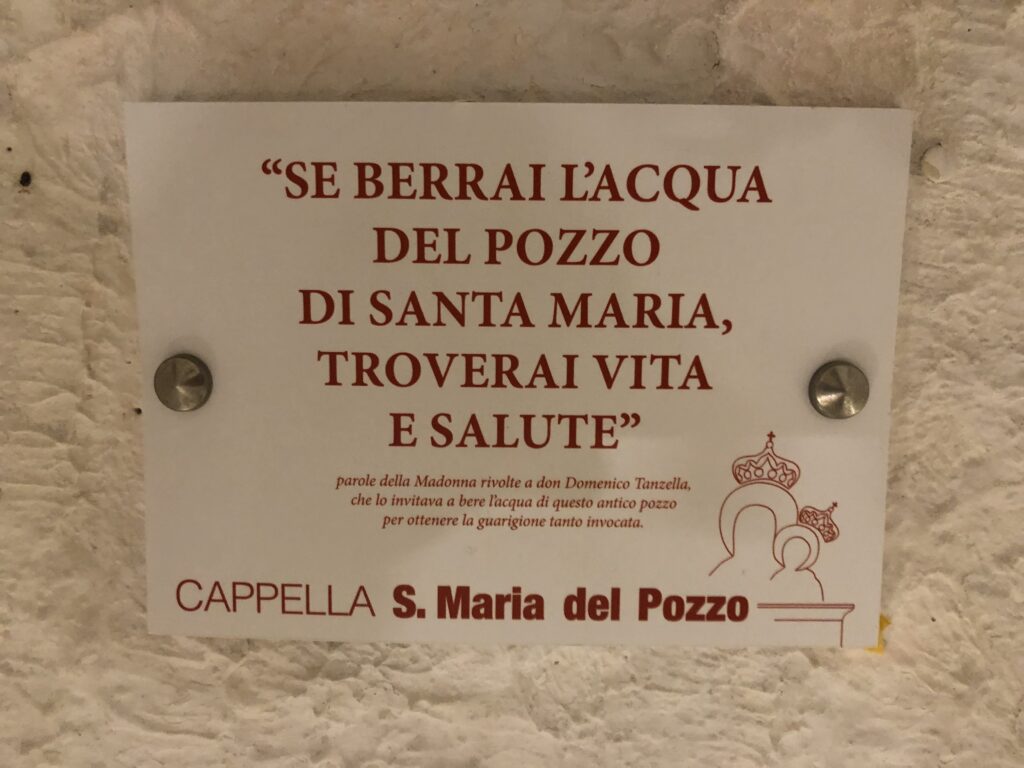 “SE BERRAI L’ACQUA
DEL POZZO
DI SANTA MARIA,
TROVERAI VITA
E SALUTE”
parole della Madonna rivolte a don Domenico Tanzella,
che lo invitava a bere l’acqua di questo antico pozzo
per ottenere la guarigione tanto invocata.
CAPPELLA S. Maria del Pozzo